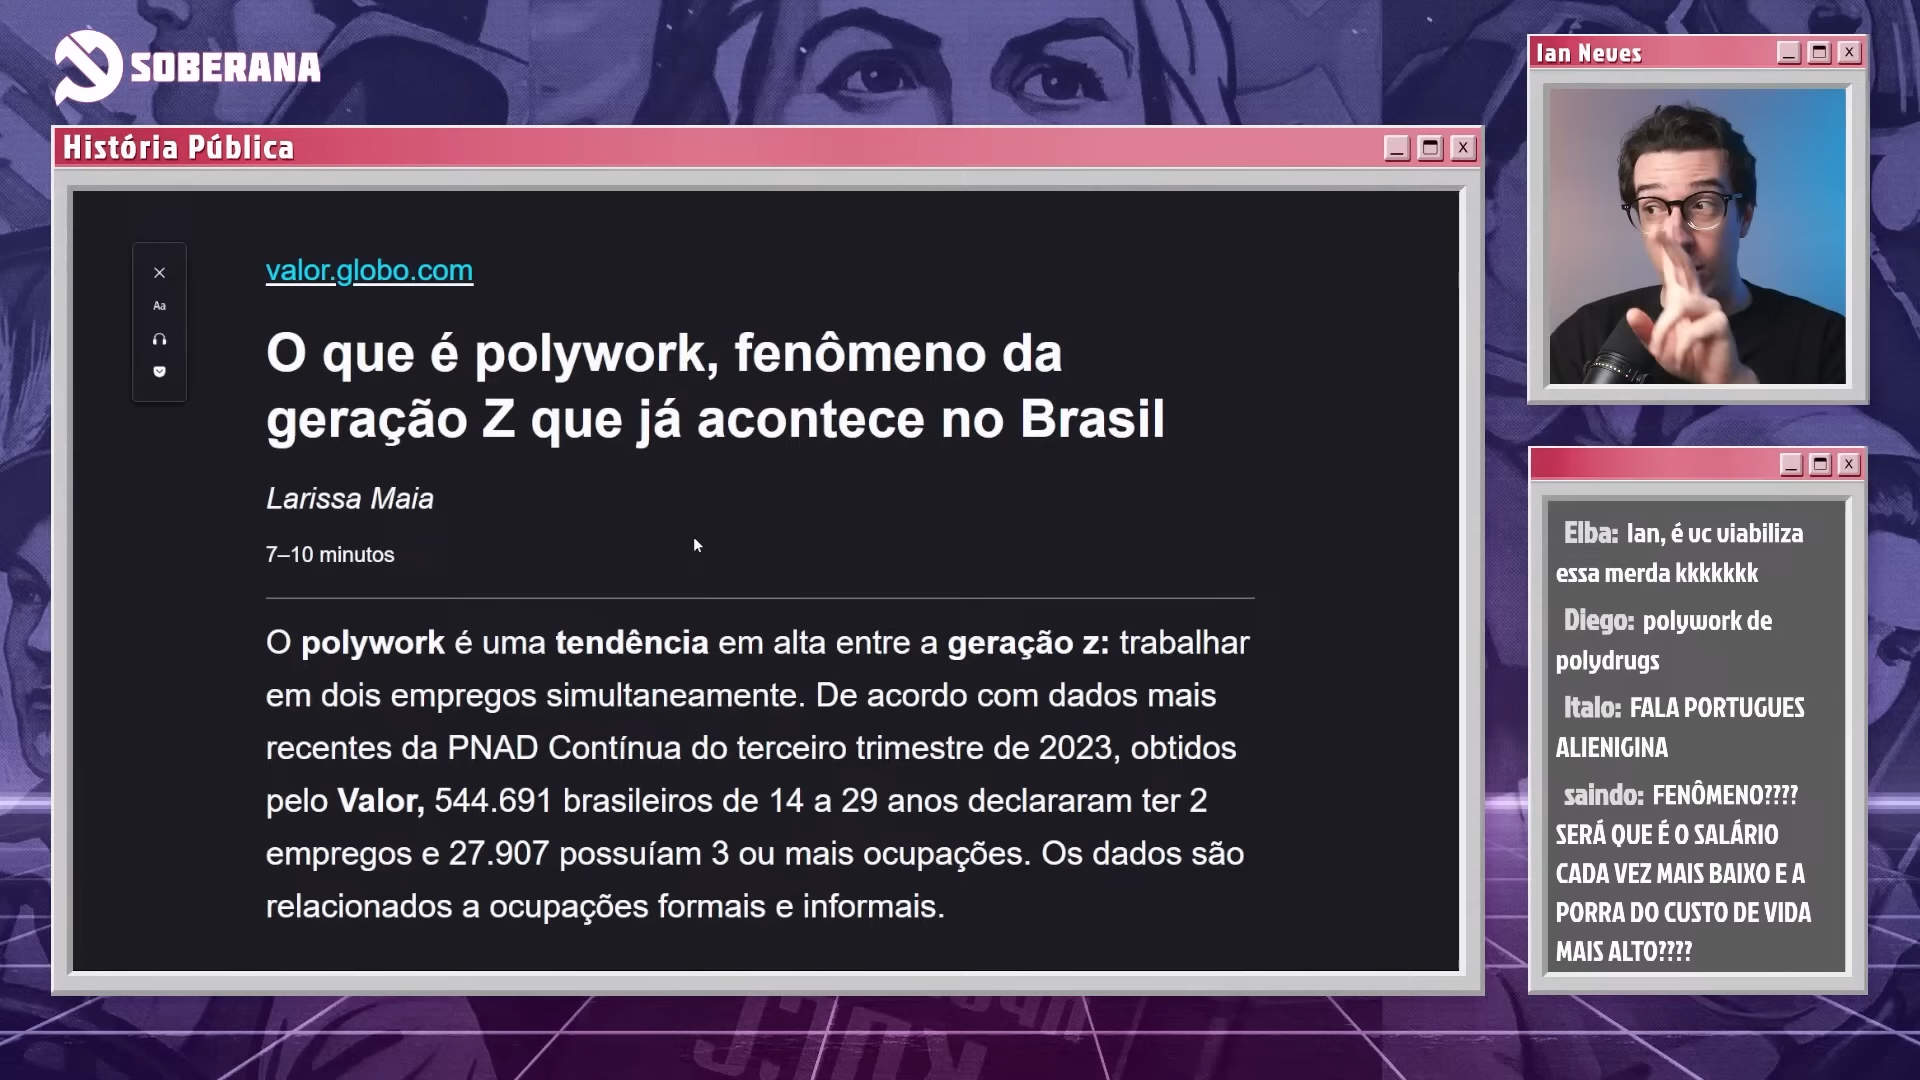 SOBERANA
História Pública
valor.globo.com
O que é polywork, fenômeno da
geração Z que já acontece no Brasil
Larissa Maia
7–10 minutos
O polywork é uma tendência em alta entre a geração z: trabalhar
em dois empregos simultaneamente. De acordo com dados mais
recentes da PNAD Contínua do terceiro trimestre de 2023, obtidos
pelo Valor, 544.691 brasileiros de 14 a 29 anos declararam ter 2
empregos e 27.907 possuíam 3 ou mais ocupações. Os dados são
relacionados a ocupações formais e informais.
Aa
Ian Neves
Elba: Ian, é vc viabiliza
essa merda kkkkkkk
Diego: polywork de
polydrugs
Italo: FALA PORTUGUES
ALIENIGINA
saindo: FENÔMENO????
SERÁ QUE É O SALÁRIO
CADA VEZ MAIS BAIXO E A
PORRA DO CUSTO DE VIDA
MAIS ALTO????